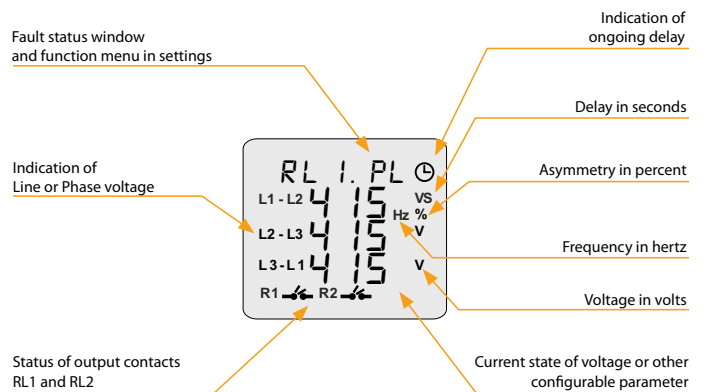 Indication of
ongoing delay
Fault status window
and function menu in settings
Delay in seconds
RL 1. PL
Indication of
Line or Phase voltage
Asymmetry in percent
L1 - L2 415 VS
Hz %
L2 - L3 415 V
Frequency in hertz
L3 - L1 415 V
R1 R2
Voltage in volts
Status of output contacts
RL1 and RL2
Current state of voltage or other
configurable parameter